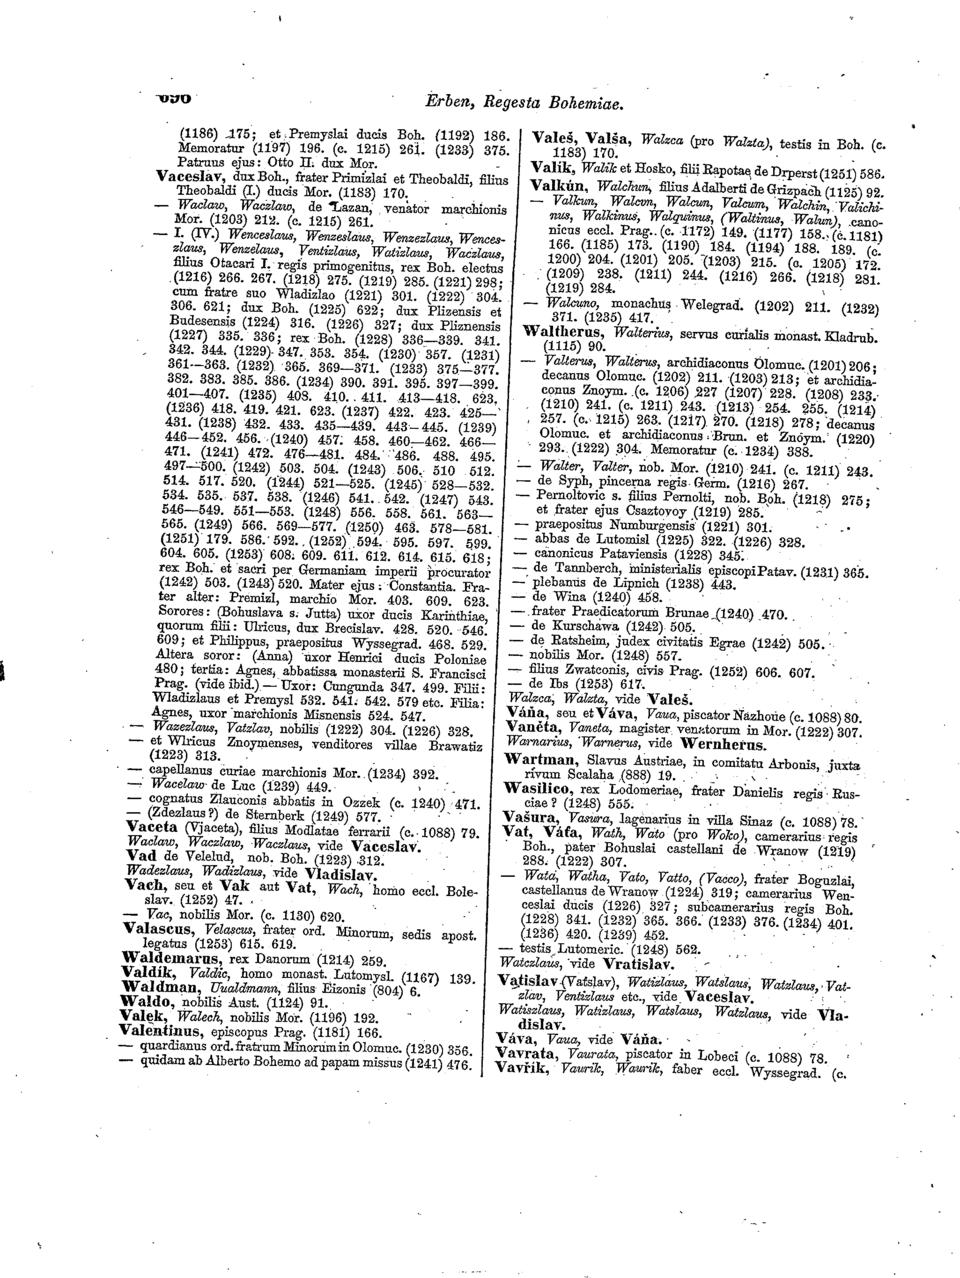 Erben, Regesta Bohemiae.
(1186) 175; et Premyslai ducis Boh. (1192) 186.
Memoratur (1197) 196. (c. 1215) 261. (1233) 375.
Patruus ejus: Otto II. dux Mor.
Vaceslav, dux Boh., frater Primizlai et Theobaldi, filius
Theobaldi (I.) ducis Mor. (1183) 170.
— Waclaw, Waczlaw, de Lazan, venator marchionis
Mor. (1203) 212. (c. 1215) 261.
— I. (IV.) Wenceslaus, Wenzeslaus, Wenzezlaus, Wences-
zlaus, Wenzelaus, Ventizlaus, Watizlaus, Waczlaus,
filius Otacari I. regis primogenitus, rex Boh. electus
(1216) 266. 267. (1218) 275. (1219) 285. (1221) 298;
cum fratre suo Wladizlao (1221) 301. (1222) 304.
306. 621; dux Boh. (1225) 622; dux Plizensis et
Budesensis (1224) 316. (1226) 327; dux Pliznensis
(1227) 335. 336; rex Boh. (1228) 336—339. 341.
342. 344. (1229) 347. 353. 354. (1230) 357. (1231)
361—363. (1232) 365. 369—371. (1233) 375—377.
382. 383. 385. 386. (1234) 390. 391. 395. 397—399.
401—407. (1235) 408. 410. 411. 413—418. 623.
(1236) 418. 419. 421. 623. (1237) 422. 423. 425—
431. (1238) 432. 433. 435—439. 443—445. (1239)
446—452. 456. (1240) 457. 458. 460—462. 466—
471. (1241) 472. 476—481. 484. 486. 488. 495.
497—500. (1242) 503. 504. (1243) 506. 510 512.
514. 517. 520. (1244) 521—525. (1245) 528—532.
534. 535. 537. 538. (1246) 541. 542. (1247) 543.
546—549. 551—553. (1248) 556. 558. 561. 563—
565. (1249) 566. 569—577. (1250) 463. 578—581.
(1251) 179. 586. 592. (1252) 594. 595. 597. 599.
604. 605. (1253) 608. 609. 611. 612. 614. 615. 618;
rex Boh. et sacri per Germaniam imperii procurator
(1242) 503. (1243) 520. Mater ejus: Constantia. Fra-
ter alter: Premizl, marchio Mor. 403. 609. 623.
Sorores: (Bohuslava s. Jutta) uxor ducis Karinthiae,
quorum filii: Ulricus, dux Brecislav. 428. 520. 546.
609; et Philippus, praepositus Wyssegrad. 468. 529.
Altera soror: (Anna) uxor Henrici ducis Poloniae
480; tertia: Agnes, abbatissa monasterii S. Francisci
Prag. (vide ibid.) — Uxor: Cungunda 347. 499. Filii:
Wladizlaus et Premysl 532. 541. 542. 579 etc. Filia:
Agnes, uxor marchionis Misnensis 524. 547.
— Wazezlaus, Vatzlav, nobilis (1222) 304. (1226) 328.
— et Wlricus Znoymenses, venditores villae Brawatiz
(1223) 313.
— capellanus curiae marchionis Mor. (1234) 392.
— Wacelaw de Luc (1239) 449.
— cognatus Zlauconis abbatis in Ozzek (c. 1240) 471.
— (Zdezlaus?) de Sternberk (1249) 577.
Vaceta (Vjaceta), filius Modlatae ferrarii (c. 1088) 79.
Waclaw, Waczlaw, Waczlaus, vide Vaceslav.
Vad de Velelud, nob. Boh. (1223) 312.
Wadezlaus, Wadizlaus, vide Vladislav.
Vach, seu et Vak aut Vat, Wach, homo eccl. Bole-
slav. (1252) 47.
— Vac, nobilis Mor. (c. 1130) 620.
Valascus, Velascus, frater ord. Minorum, sedis apost.
legatus (1253) 615. 619.
Waldemarus, rex Danorum (1214) 259.
Valdik, Valdic, homo monast. Lutomysl. (1167) 139.
Waldman, Uualdmann, filius Eizonis (804) 6.
Waldo, nobilis Aust. (1124) 91.
Valek, Walech, nobilis Mor. (1196) 192.
Valentinus, episcopus Prag. (1181) 166.
— quardianus ord. fratrum Minorum in Olomuc. (1230) 356.
— quidam ab Alberto Bohemo ad papam missus (1241) 476.
Valeš, Valša, Walzca (pro Walzta), testis in Boh. (c.
1183) 170.
Valík, Walik et Hosko, filii Rapotae de Drperst (1251) 586.
Valkún, Walchun, filius Adalberti de Grizpach (1125) 92.
— Valkun, Walcvn, Walcun, Valcum, Walchin, Valichi-
nus, Walkinus, Walquinus, (Waltinus, Walun), cano-
nicus eccl. Prag. (c. 1172) 149. (1177) 158. (c. 1181)
166. (1185) 173. (1190) 184. (1194) 188. 189. (c.
1200) 204. (1201) 205. (1203) 215. (a. 1205) 172.
(1209) 238. (1211) 244. (1216) 266. (1218) 281.
(1219) 284.
— Walcuno, monachus Welegrad. (1202) 211. (1232)
371. (1235) 417.
Waltherus, Walterius, servus curialis monast. Kladrub.
(1115) 90.
— Valterus, Walterus, archidiaconus Olomuc. (1201) 206;
decanus Olomuc. (1202) 211. (1203) 213; et archidia-
conus Znoym. (c. 1206) 227 (1207) 228. (1208) 233.
(1210) 241. (c. 1211) 243. (1213) 254. 255. (1214)
257. (c. 1215) 263. (1217) 270. (1218) 278; decanus
Olomuc. et archidiaconus Brun. et Znoym. (1220)
293. (1222) 304. Memoratur (c. 1234) 388.
— Walter, Valter, nob. Mor. (1210) 241. (c. 1211) 243.
— de Syph, pincerna regis Germ. (1216) 267.
— Pernoltovic s. filius Pernolti, nob. Boh. (1218) 275;
et frater ejus Csaztovoy (1219) 285.
— praepositus Numburgensis (1221) 301.
— abbas de Lutomisl (1225) 322. (1226) 328.
— canonicus Pataviensis (1228) 345.
— de Tannberch, ministerialis episcopi Patav. (1231) 365.
— plebanus de Lipnich (1238) 443.
— de Wina (1240) 458.
— frater Praedicatorum Brunae (1240) 470.
— de Kurschawa (1242) 505.
— de Ratsheim, judex civitatis Egrae (1242) 505.
— nobilis Mor. (1248) 557.
— filius Zwatconis, civis Prag. (1252) 606. 607.
— de Ibs (1253) 617.
Walzca, Walzta, vide Valeš.
Váňa, seu et Váva, Vaua, piscator Nazhoue (c. 1088) 80.
Vaněta, Vaneta, magister venatorum in Mor. (1222) 307.
Warnarius, Warnerus, vide Wernherus.
Wartman, Slavus Austriae, in comitatu Arbonis, juxta
rivum Scalaha (888) 19.
Wasilico, rex Lodomeriae, frater Danielis regis Rus-
ciae? (1248) 555.
Vašura, Vasura, lagenarius in villa Sinaz (c. 1088) 78.
Vat, Váťa, Wath, Wato (pro Woko), camerarius regis
Boh., pater Bohuslai castellani de Wranow (1219)
288. (1222) 307.
— Wata, Watha, Vato, Vatto, (Vacco), frater Boguzlai,
castellanus de Wranow (1224) 319; camerarius Wen-
ceslai ducis (1226) 327; subcamerarius regis Boh.
(1228) 341. (1232) 365. 366. (1233) 376. (1234) 401.
(1236) 420. (1239) 452.
— testis Lutomeric. (1248) 562.
Watczlaus, vide Vratislav.
Vatislav (Vatslav), Watizlaus, Watslaus, Watzlaus, Vat-
zlav, Ventizlaus etc., vide Vaceslav.
Watiszlaus, Watizlaus, Watslaus, Watzlaus, vide Vla-
dislav.
Váva, Vaua, vide Váňa.
Vavrata, Vaurata, piscator in Lobeci (c. 1088) 78.
Vavřík, Vaurik, Waurik, faber eccl. Wyssegrad. (c.